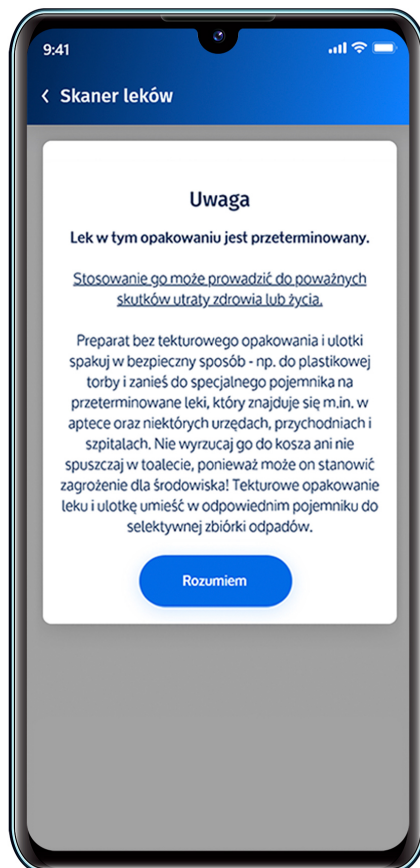 9:41
Skaner leków
Uwaga
Lek w tym opakowaniu jest przeterminowany.
Stosowanie go może prowadzić do poważnych
skutków utraty zdrowia lub życia.
Preparat bez tekturowego opakowania i ulotki
spakuj w bezpieczny sposób - np. do plastikowej
torby i zanieś do specjalnego pojemnika na
przeterminowane leki, który znajduje się m.in. w
aptece oraz niektórych urzędach, przychodniach i
szpitalach. Nie wyrzucaj go do kosza ani nie
spuszczaj w toalecie, ponieważ może on stanowić
zagrożenie dla środowiska! Tekturowe opakowanie
leku i ulotkę umieść w odpowiednim pojemniku do
selektywnej zbiórki odpadów.
Rozumiem